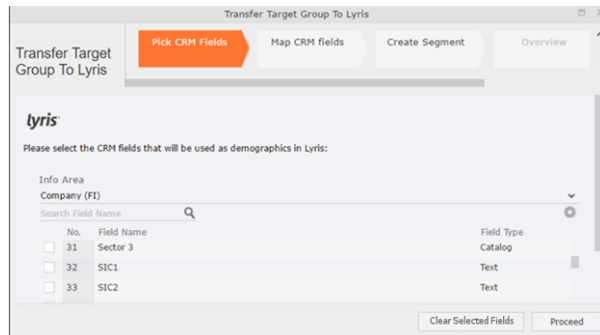 Transfer Target Group To Lyris
Transfer Target
Group To Lyris
Pick CRM Fields
Map CRM fields
Create Segment
Overview
lyris
Please select the CRM fields that will be used as demographics in Lyris:
Info Area
Company (FI)
Search Field Name
No. Field Name Field Type
31 Sector 3 Catalog
32 SIC1 Text
33 SIC2 Text
Clear Selected Fields Proceed